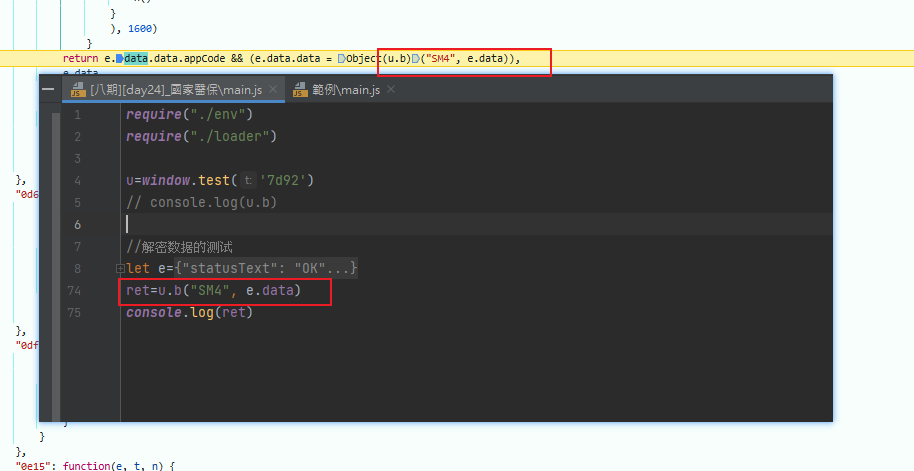 }
), 1600)
}
return e.data.data.appCode && (e.data.data = Object(u.b)("SM4", e.data)),
e.data
[八期][day24]_國家醫保\main.js
範例\main.js
1 require("./env")
2 require("./loader")
3
4 u=window.test( t: '7d92')
5 // console.log(u.b)
6
7 //解密数据的测试
8 let e={"statusText": "OK"...}
74 ret=u.b("SM4", e.data)
75 console.log(ret)
},
"0d6
},
"0df
}
}
},
"0e15": function(e, t, n) {